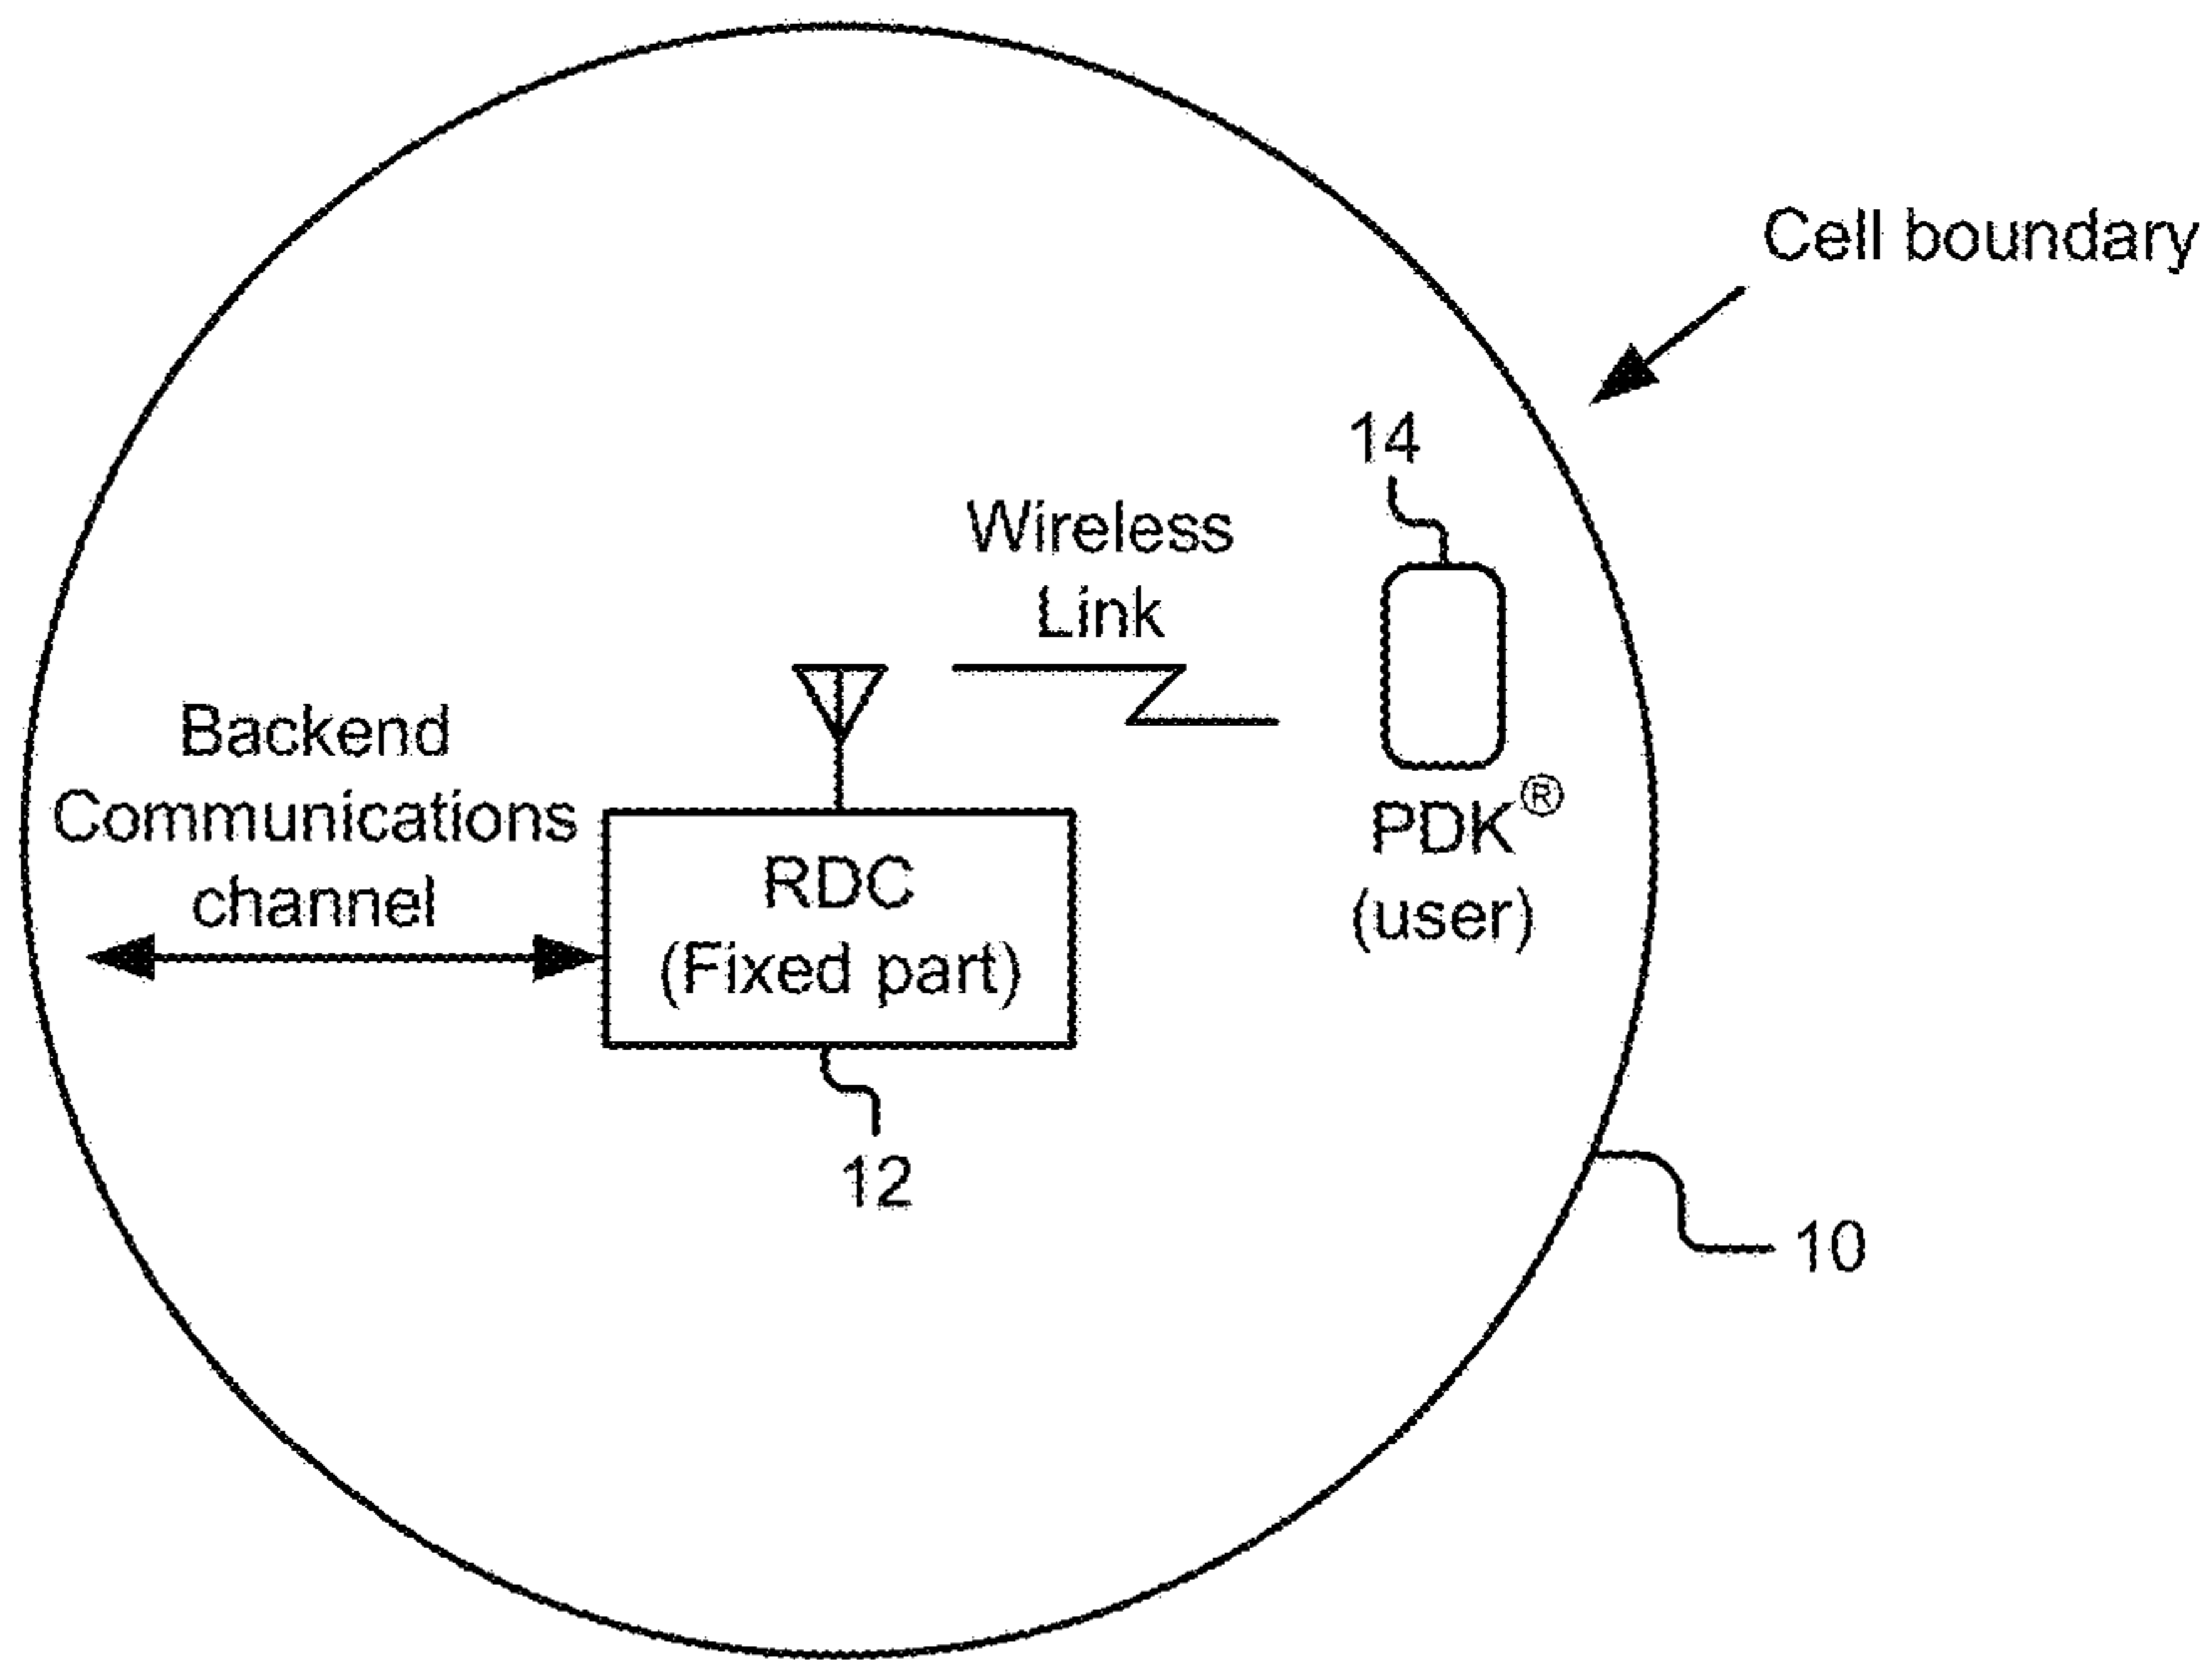 Cell boundary
14
Wireless
Link
Backend
Communications
channel
PDK®
(user)
RDC
(Fixed part)
12
10